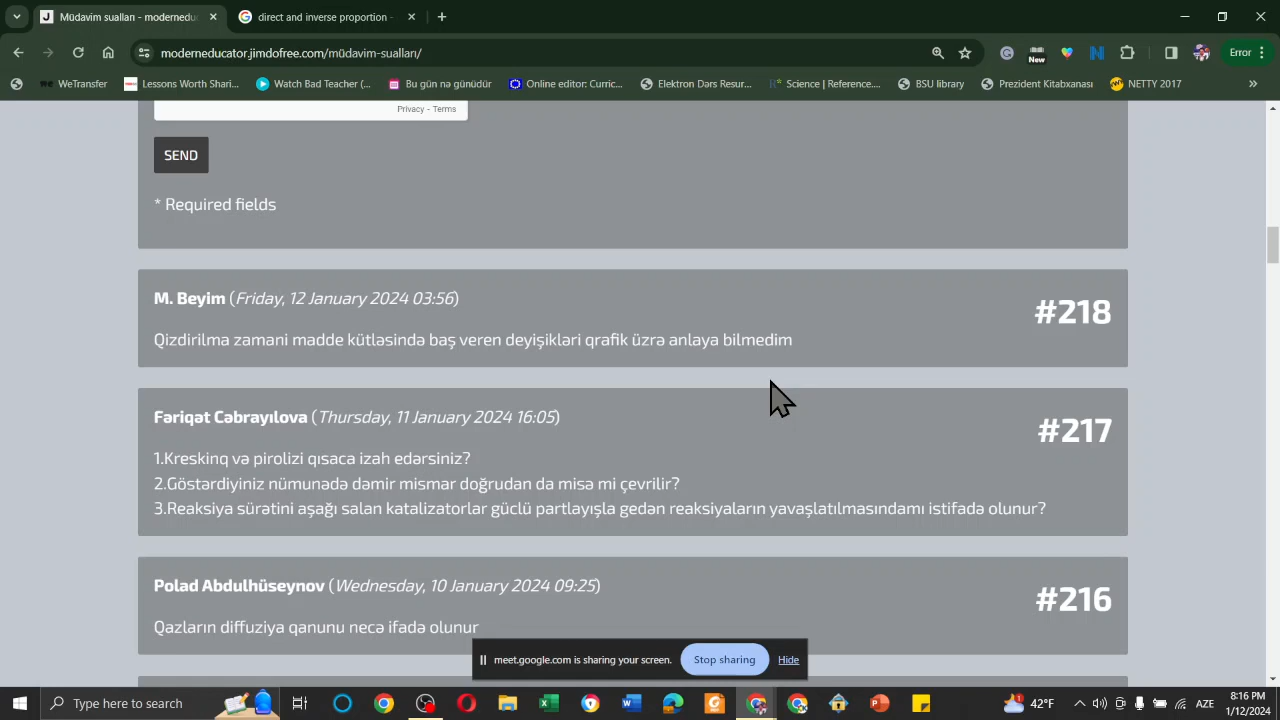 Müdavim sualları - modernedu
direct and inverse proportion -
moderneducator.jimdofree.com/müdavim-sualları/
New
Error
WeTransfer
Lessons Worth Shari...
Watch Bad Teacher (...
Bu gün nə günüdür
Online editor: Curric...
Elektron Dərs Resur...
Science | Reference....
BSU library
Prezident Kitabxanası
NETTY 2017
Privacy - Terms
SEND
* Required fields
M. Beyim (Friday, 12 January 2024 03:56)
#218
Qizdirilma zamani madde kütləsində baş veren deyişikləri qrafik üzrə anlaya bilmedim
Fəriqət Cəbrayılova (Thursday, 11 January 2024 16:05)
#217
1.Kreskinq və pirolizi qısaca izah edərsiniz?
2.Göstərdiyiniz nümunədə dəmir mismar doğrudan da misə mi çevrilir?
3.Reaksiya sürətini aşağı salan katalizatorlar güclü partlayışla gedən reaksiyaların yavaşlatılmasındamı istifadə olunur?
Polad Abdulhüseynov (Wednesday, 10 January 2024 09:25)
#216
Qazların diffuziya qanunu necə ifadə olunur
meet.google.com is sharing your screen.
Stop sharing
Hide
Type here to search
42°F
AZE
8:16 PM
1/12/2024